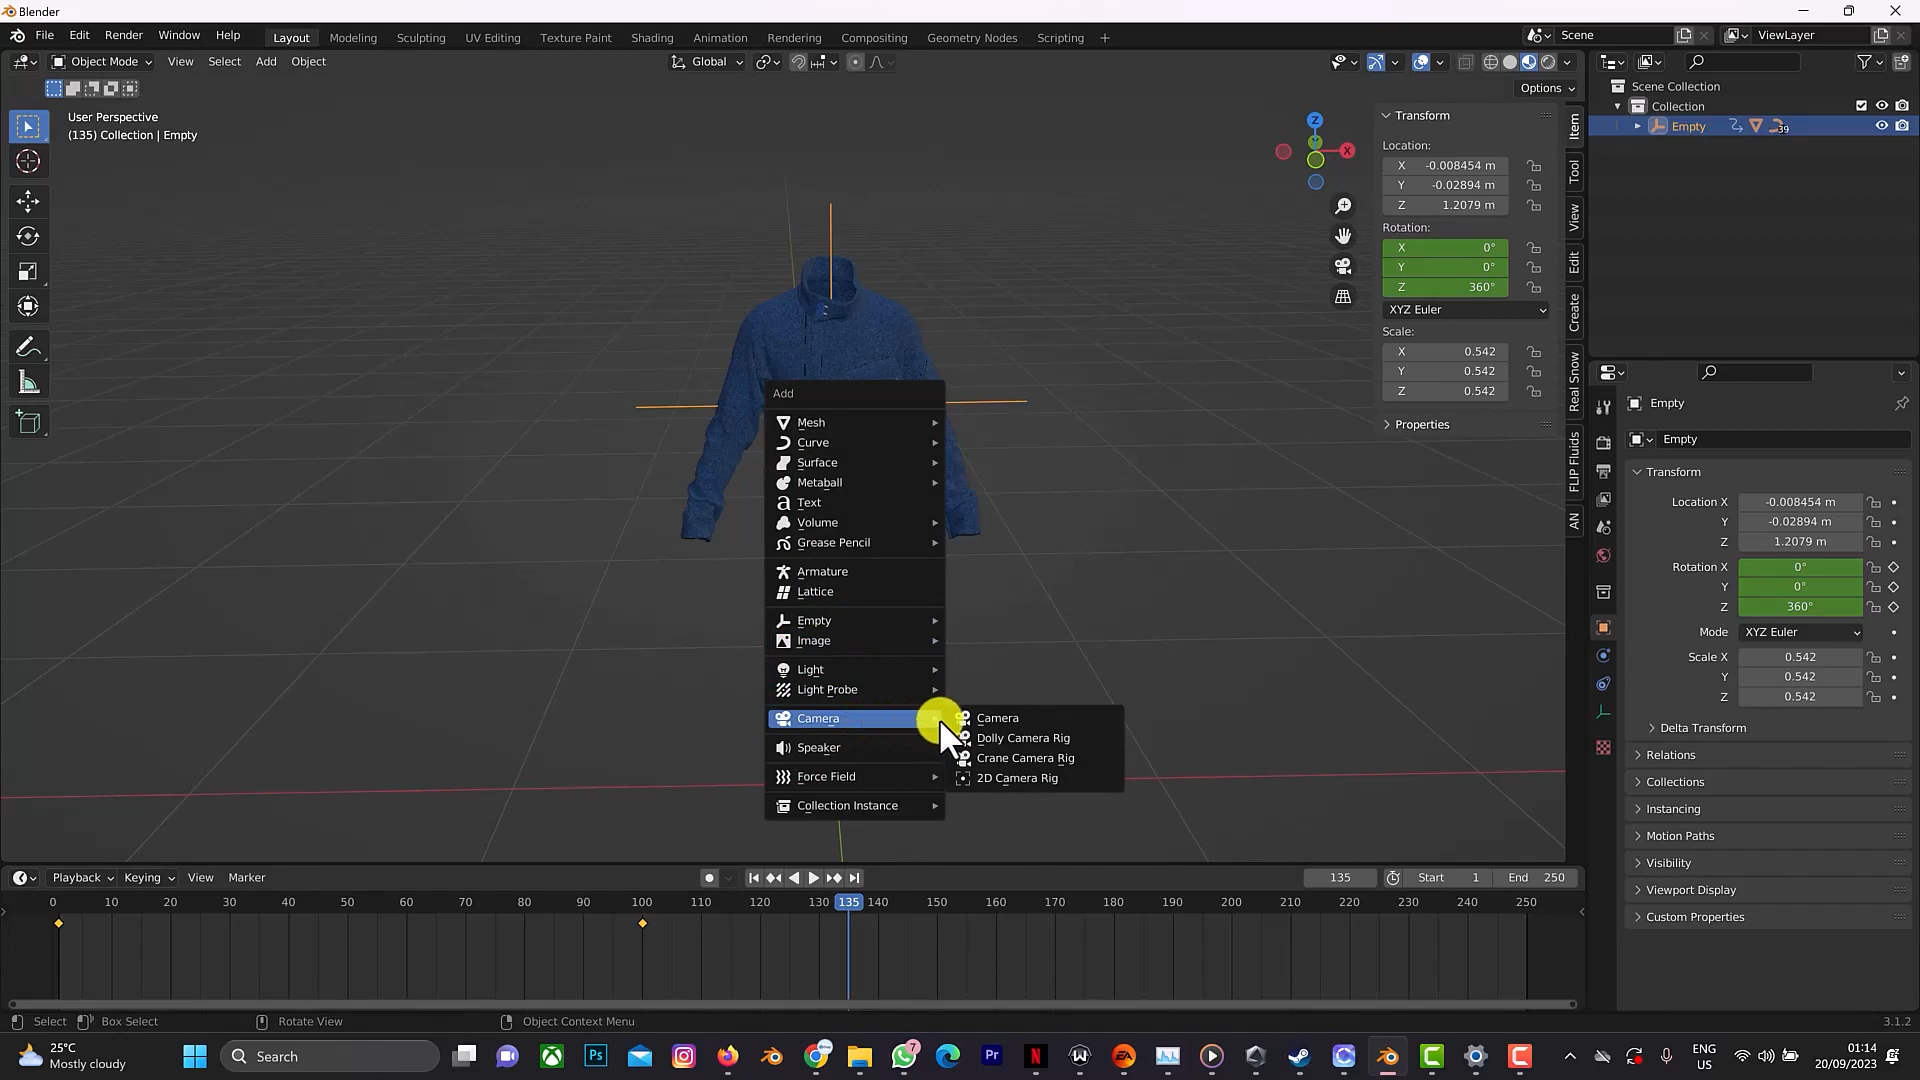 Blender
File Edit Render Window Help
Layout Modeling Sculpting UV Editing Texture Paint Shading Animation Rendering Compositing Geometry Nodes Scripting +
Scene
ViewLayer
Object Mode View Select Add Object
Global
Options
User Perspective
(135) Collection | Empty
Z
X
Transform
Location:
X -0.008454 m
Y -0.02894 m
Z 1.2079 m
Rotation:
X 0°
Y 0°
Z 360°
XYZ Euler
Scale:
X 0.542
Y 0.542
Z 0.542
Properties
Item
Tool
View
Edit
Create
Real Snow
FLIP Fluids
AN
Add
Mesh
Curve
Surface
Metaball
Text
Volume
Grease Pencil
Armature
Lattice
Empty
Image
Light
Light Probe
Camera
Speaker
Force Field
Collection Instance
Camera
Dolly Camera Rig
Crane Camera Rig
2D Camera Rig
Scene Collection
Collection
Empty 39
Empty
Empty
Transform
Location X -0.008454 m
Y -0.02894 m
Z 1.2079 m
Rotation X 0°
Y 0°
Z 360°
Mode XYZ Euler
Scale X 0.542
Y 0.542
Z 0.542
Delta Transform
Relations
Collections
Instancing
Motion Paths
Visibility
Viewport Display
Custom Properties
Playback Keying View Marker
135 Start 1 End 250
0 10 20 30 40 50 60 70 80 90 100 110 120 130 135 140 150 160 170 180 190 200 210 220 230 240 250
Select Box Select Rotate View Object Context Menu 3.1.2
25°C
Mostly cloudy
Search
Ps
7
Pr
N
EA
C
C
ENG
US
01:14
20/09/2023